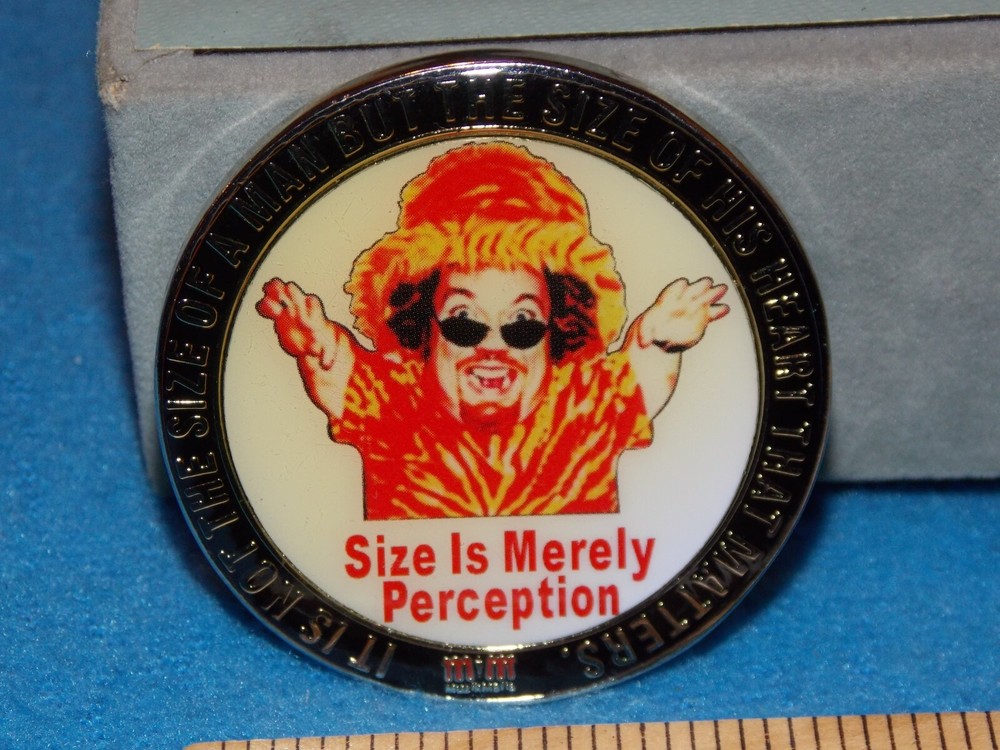 IT IS NOT THE SIZE OF A MAN BUT THE SIZE OF HIS HEART THAT MATTERS.
Size Is Merely
Perception